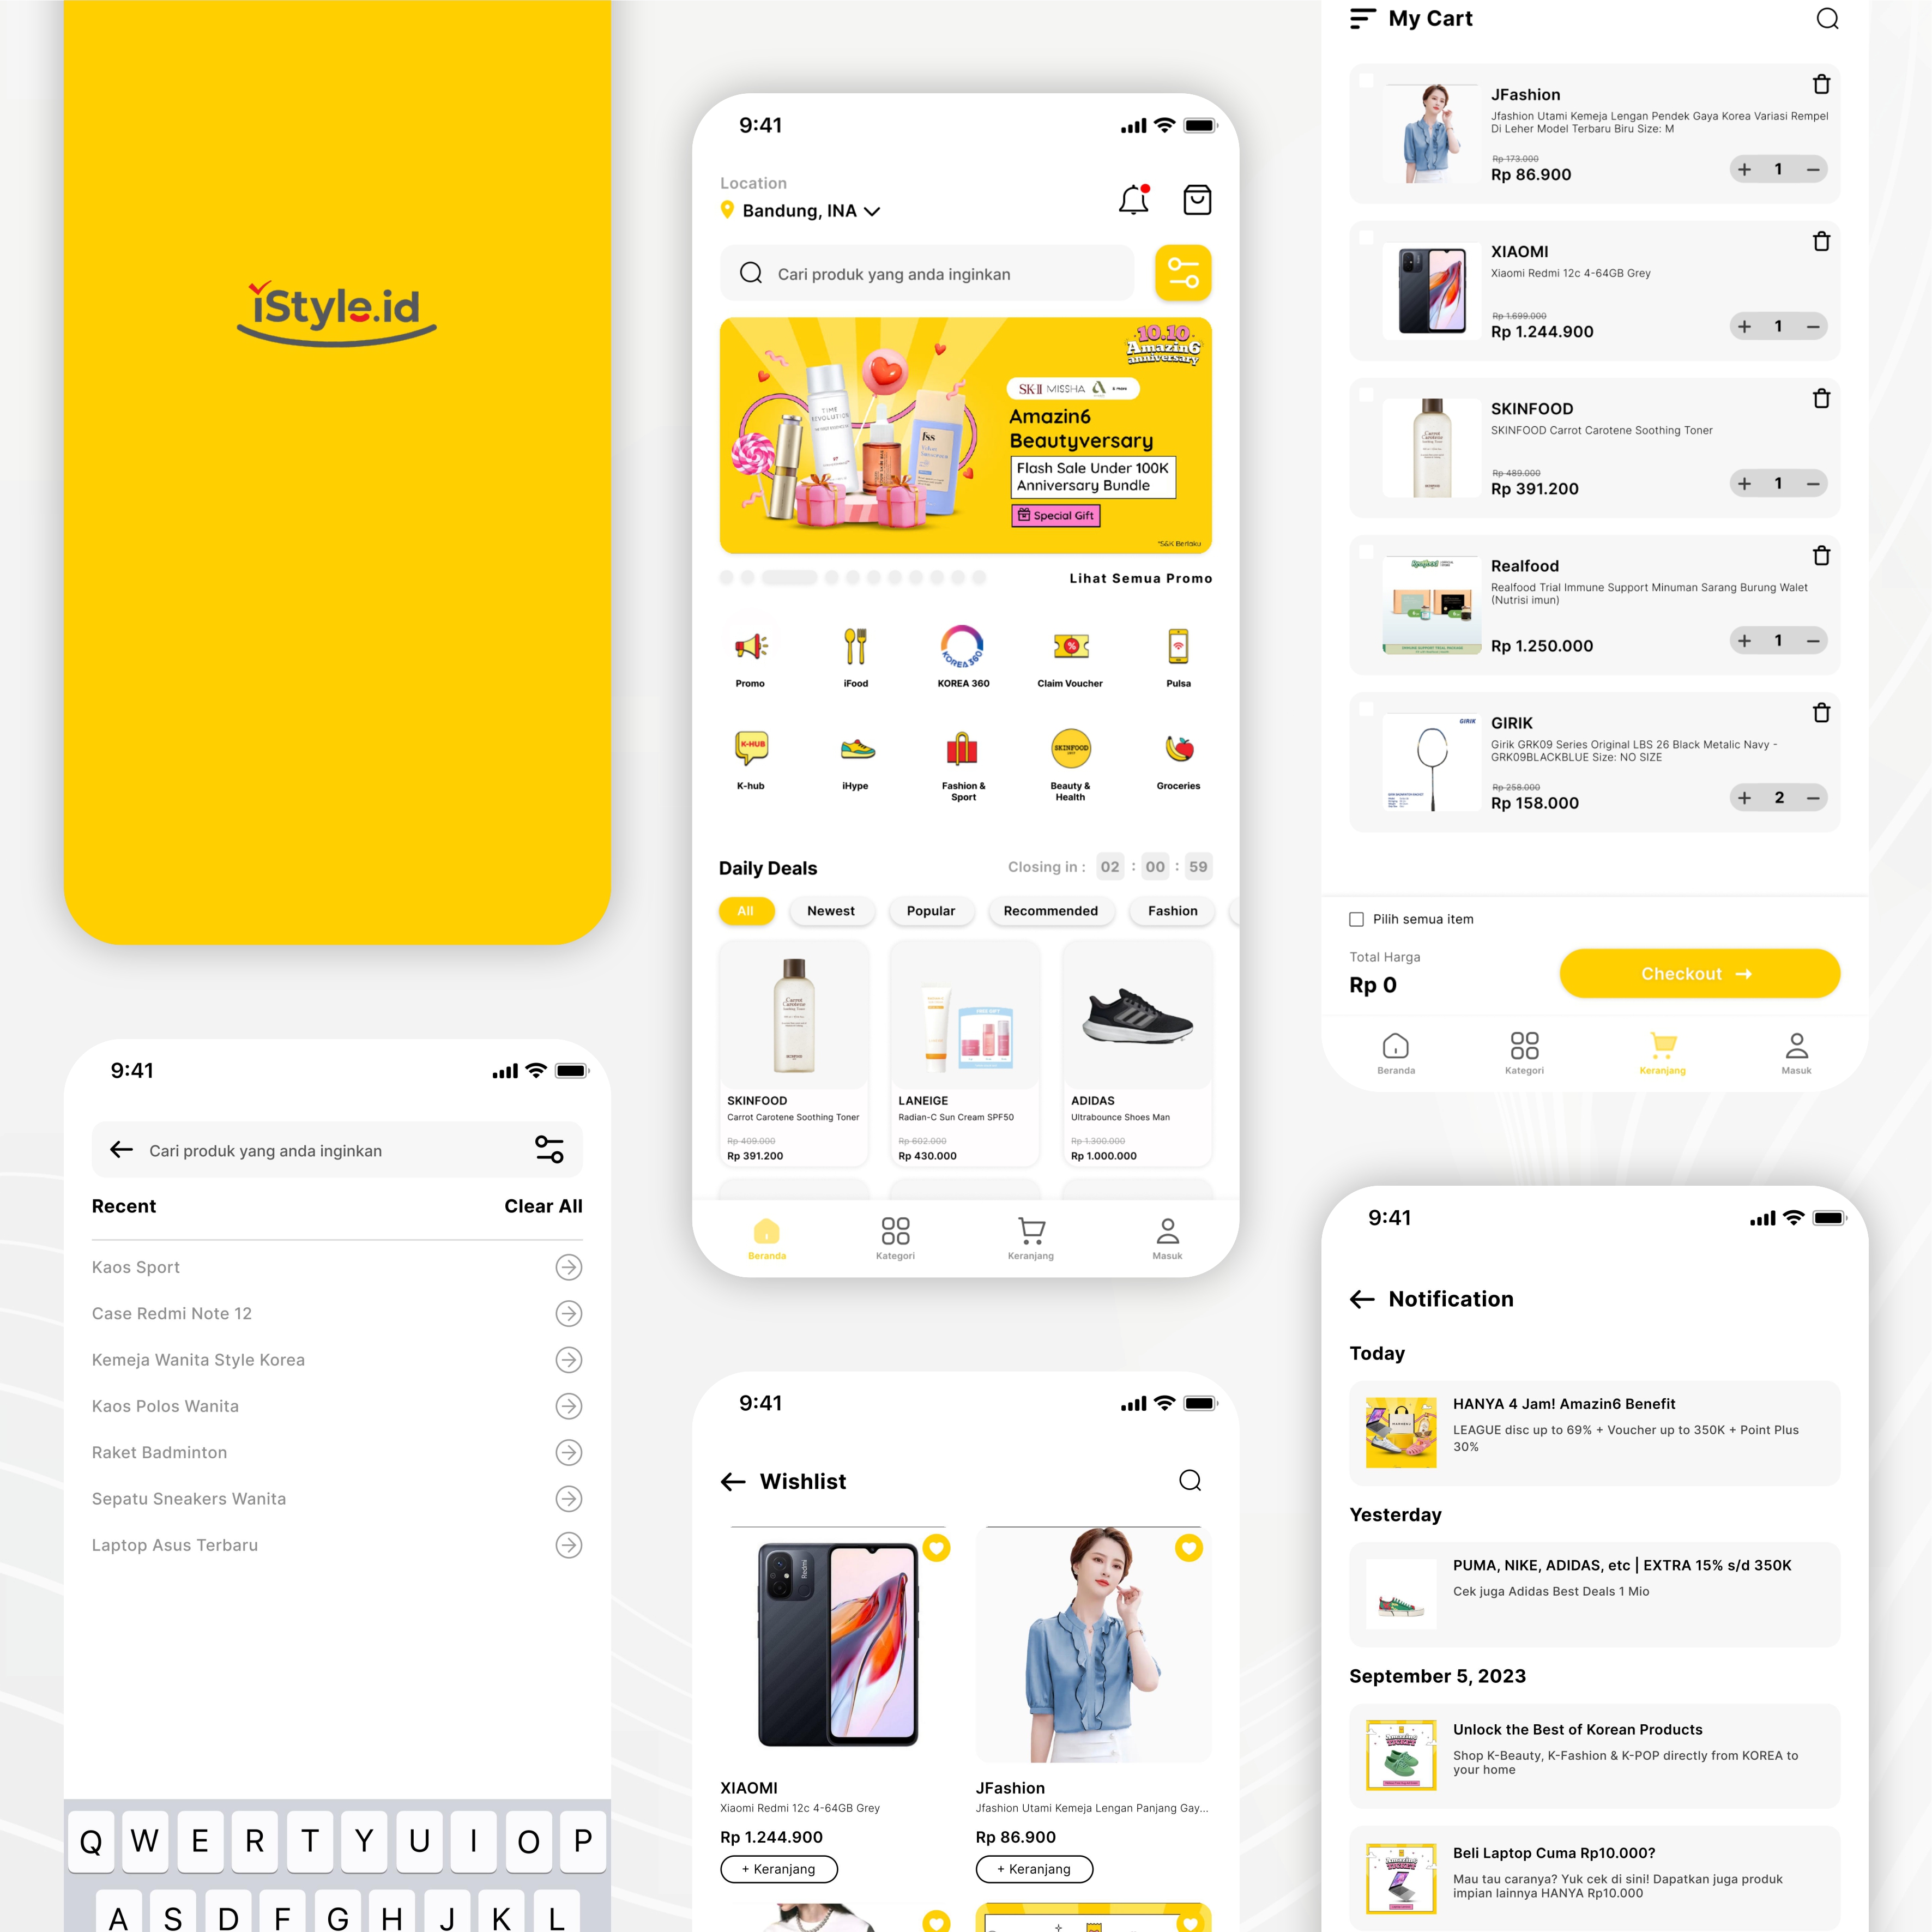 iStyle.id
9:41
Cari produk yang anda inginkan
Recent
Clear All
Kaos Sport
Case Redmi Note 12
Kemeja Wanita Style Korea
Kaos Polos Wanita
Raket Badminton
Sepatu Sneakers Wanita
Laptop Asus Terbaru
Q W E R T Y U I O P
A S D F G H J K L
9:41
Location
Bandung, INA
Cari produk yang anda inginkan
10.10
Amazin6
anniversary
SK-II MISSHA & more
Amazin6
Beautyversary
Flash Sale Under 100K
Anniversary Bundle
Special Gift
*S&K Berlaku
TIME
REVOLUTION
Lihat Semua Promo
KOREA 360
Promo
iFood
KOREA 360
Claim Voucher
Pulsa
K-HUB
SKINFOOD
K-hub
iHype
Fashion &
Sport
Beauty &
Health
Groceries
Daily Deals
Closing in : 02 : 00 : 59
All
Newest
Popular
Recommended
Fashion
Carrot
Carotene
SKINFOOD
Carrot Carotene Soothing Toner
Rp 409.000
Rp 391.200
LANEIGE
Radian-C Sun Cream SPF50
Rp 602.000
Rp 430.000
ADIDAS
Ultrabounce Shoes Man
Rp 1.300.000
Rp 1.000.000
Beranda
Kategori
Keranjang
Masuk
9:41
Wishlist
Redmi
XIAOMI
Xiaomi Redmi 12c 4-64GB Grey
Rp 1.244.900
+ Keranjang
JFashion
Jfashion Utami Kemeja Lengan Panjang Gay...
Rp 86.900
+ Keranjang
My Cart
JFashion
Jfashion Utami Kemeja Lengan Pendek Gaya Korea Variasi Rempel
Di Leher Model Terbaru Biru Size: M
Rp 173.000
Rp 86.900
+ 1 −
XIAOMI
Xiaomi Redmi 12c 4-64GB Grey
Rp 1.699.000
Rp 1.244.900
+ 1 −
SKINFOOD
SKINFOOD Carrot Carotene Soothing Toner
Rp 489.000
Rp 391.200
+ 1 −
Realfood
Realfood Trial Immune Support Minuman Sarang Burung Walet
(Nutrisi imun)
Rp 1.250.000
+ 1 −
GIRIK
GIRIK
Girik GRK09 Series Original LBS 26 Black Metalic Navy -
GRK09BLACKBLUE Size: NO SIZE
Rp 258.000
Rp 158.000
+ 2 −
Pilih semua item
Total Harga
Rp 0
Checkout
Beranda
Kategori
Keranjang
Masuk
9:41
Notification
Today
HANYA 4 Jam! Amazin6 Benefit
LEAGUE disc up to 69% + Voucher up to 350K + Point Plus
30%
Yesterday
PUMA, NIKE, ADIDAS, etc | EXTRA 15% s/d 350K
Cek juga Adidas Best Deals 1 Mio
September 5, 2023
Unlock the Best of Korean Products
Shop K-Beauty, K-Fashion & K-POP directly from KOREA to
your home
Beli Laptop Cuma Rp10.000?
Mau tau caranya? Yuk cek di sini! Dapatkan juga produk
impian lainnya HANYA Rp10.000